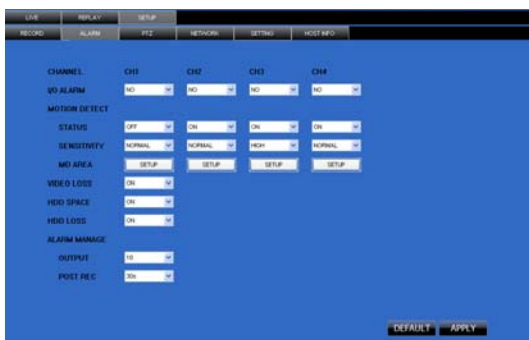 LIVE REPLAY SETUP
RECORD ALARM PTZ NETWORK SETTING HOST INFO
CHANNEL CH1 CH2 CH3 CH4
I/O ALARM NO NO NO NO
MOTION DETECT
STATUS OFF ON ON ON
SENSITIVITY NORMAL NORMAL HIGH NORMAL
MD AREA SETUP SETUP SETUP SETUP
VIDEO LOSS ON
HDD SPACE ON
HDD LOSS ON
ALARM MANAGE
OUTPUT 10
POST REC 30s
DEFAULT APPLY